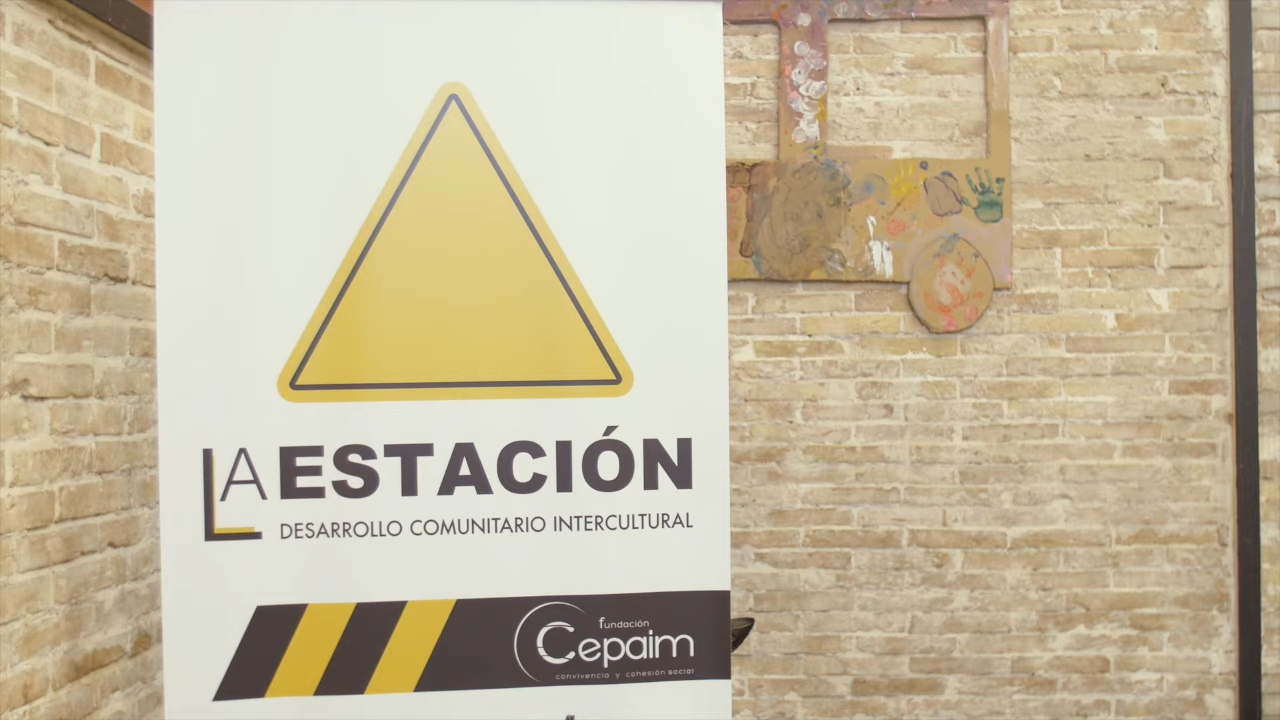 LA ESTACIÓN
DESARROLLO COMUNITARIO INTERCULTURAL
fundación
Cepaim
convivencia y cohesión social